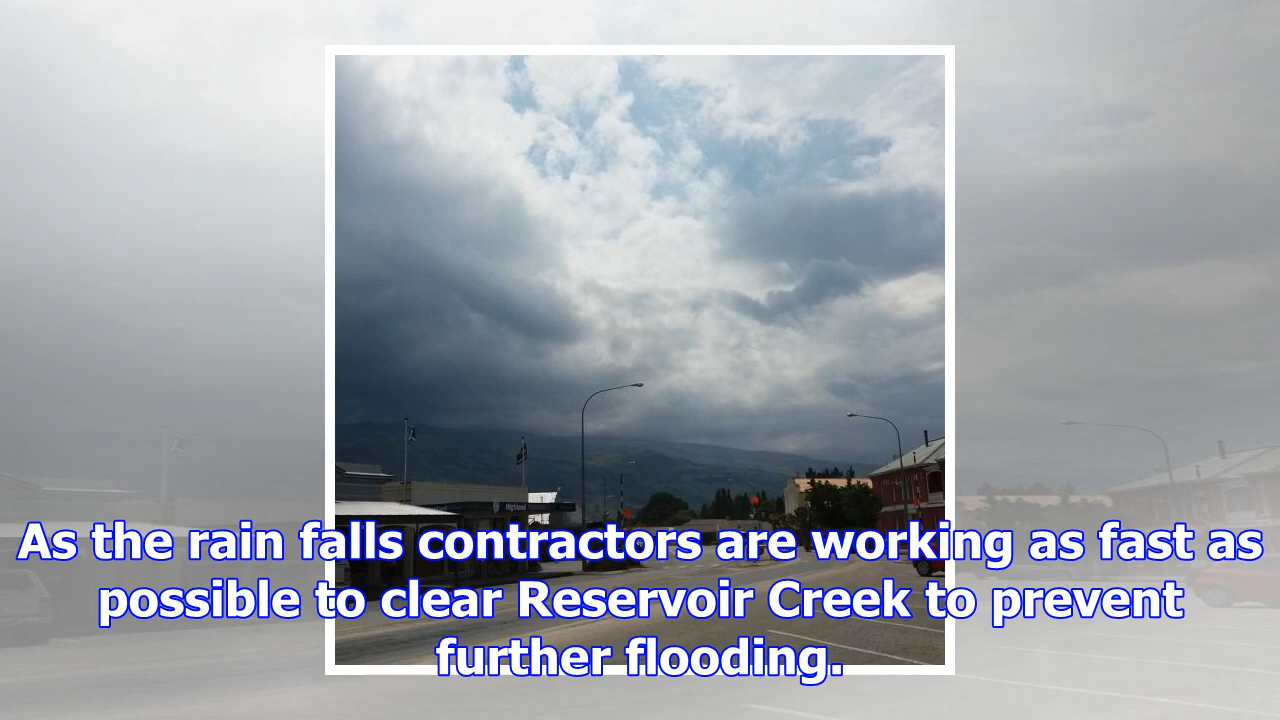 Highland
As the rain falls contractors are working as fast as
possible to clear Reservoir Creek to prevent
further flooding.